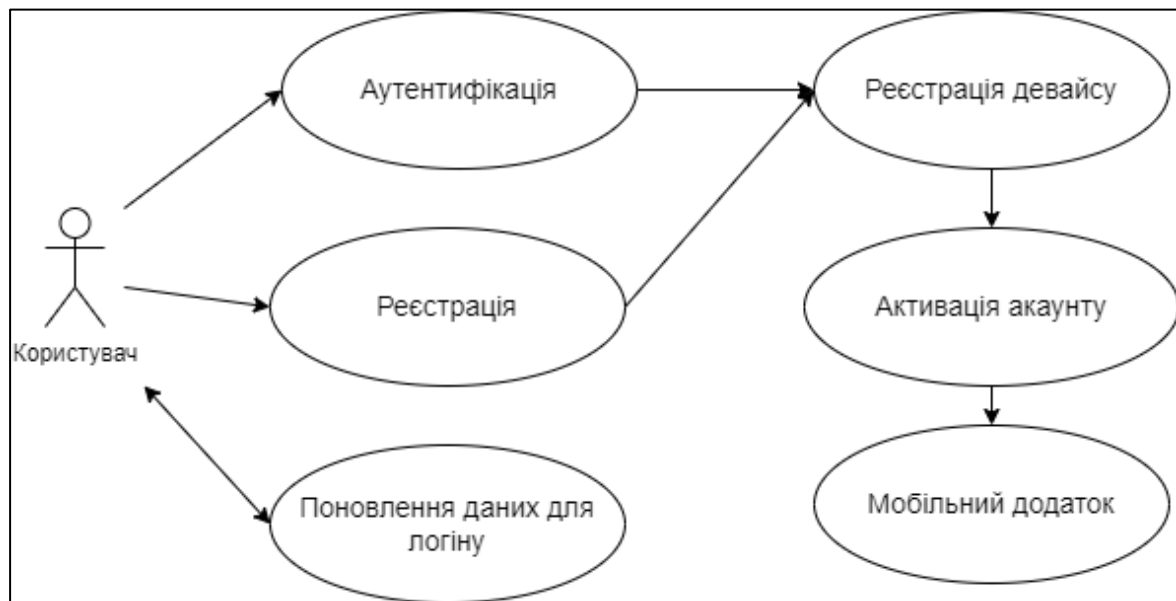 Аутентифікація
Реєстрація девайсу
Реєстрація
Активація акаунту
Користувач
Поновлення даних для
логіну
Мобільний додаток